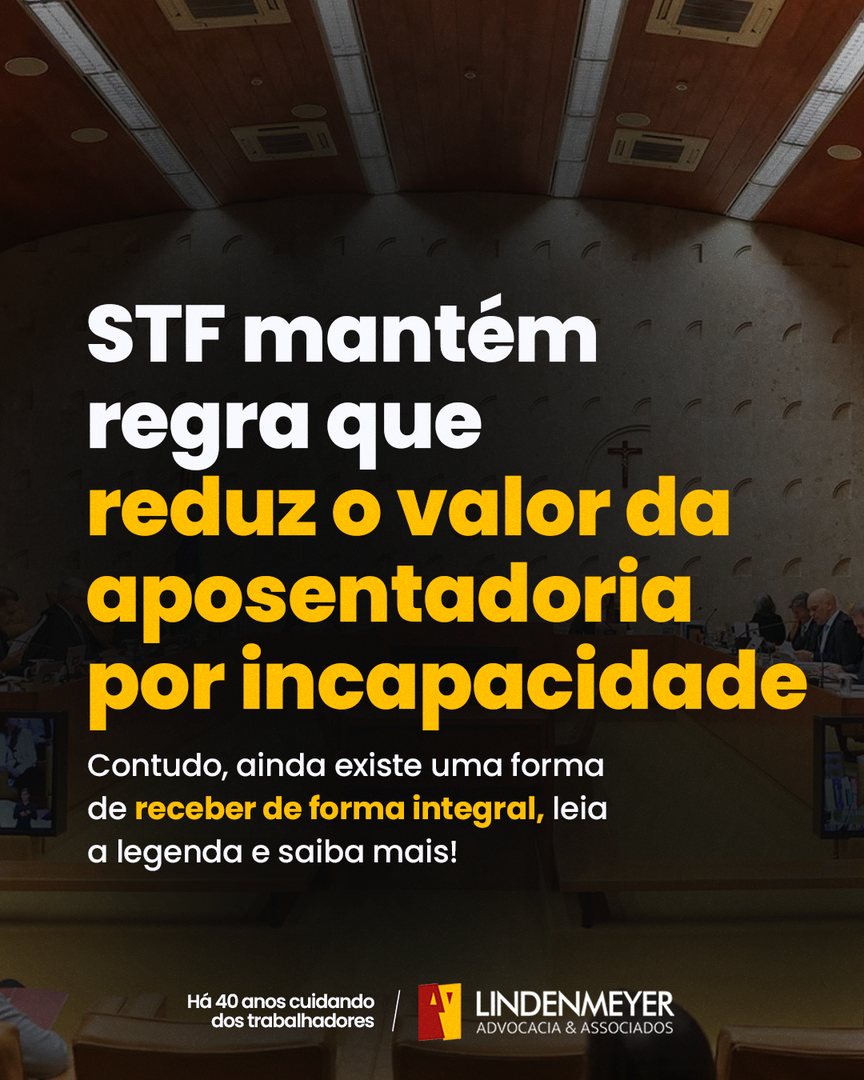 STF mantém
regra que
reduz o valor da
aposentadoria
por incapacidade
Contudo, ainda existe uma forma
de receber de forma integral, leia
a legenda e saiba mais!
Há 40 anos cuidando
dos trabalhadores
LINDENMEYER
ADVOCACIA & ASSOCIADOS